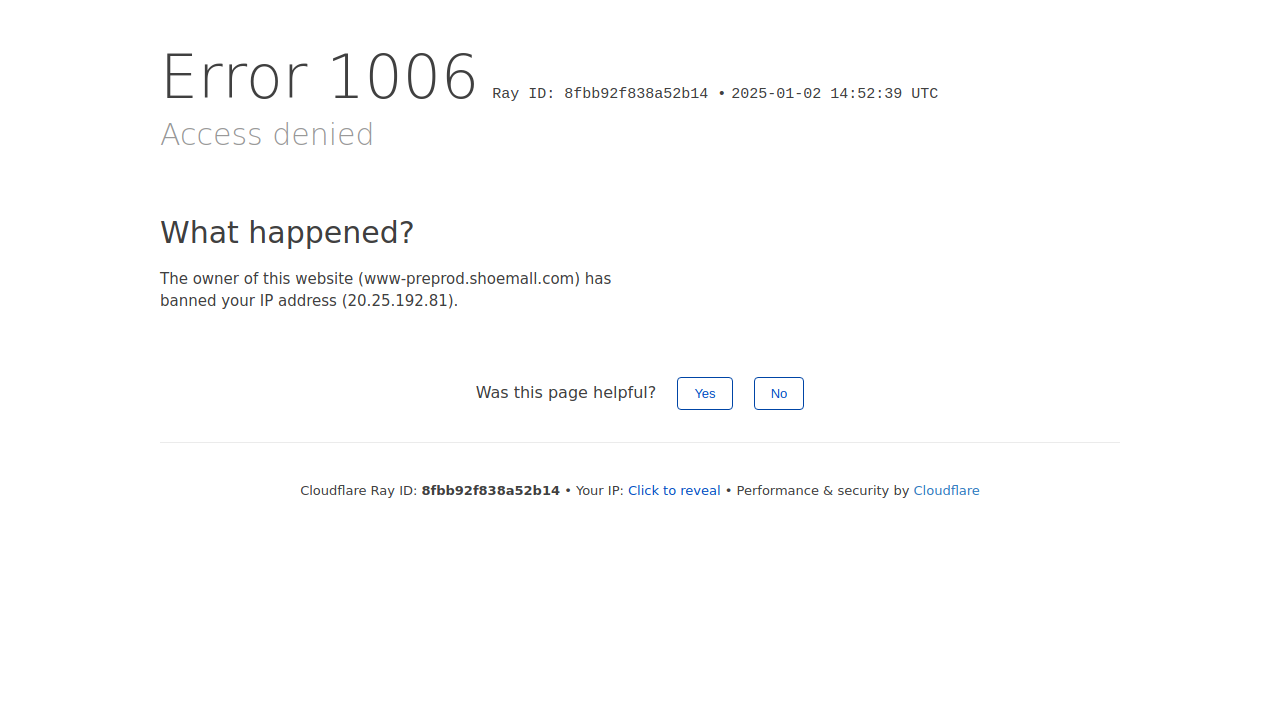 Error 1006 Ray ID: 8fbb92f838a52b14 • 2025-01-02 14:52:39 UTC
Access denied
What happened?
The owner of this website (www-preprod.shoemall.com) has
banned your IP address (20.25.192.81).
Was this page helpful? Yes No
Cloudflare Ray ID: 8fbb92f838a52b14 • Your IP: Click to reveal • Performance & security by Cloudflare